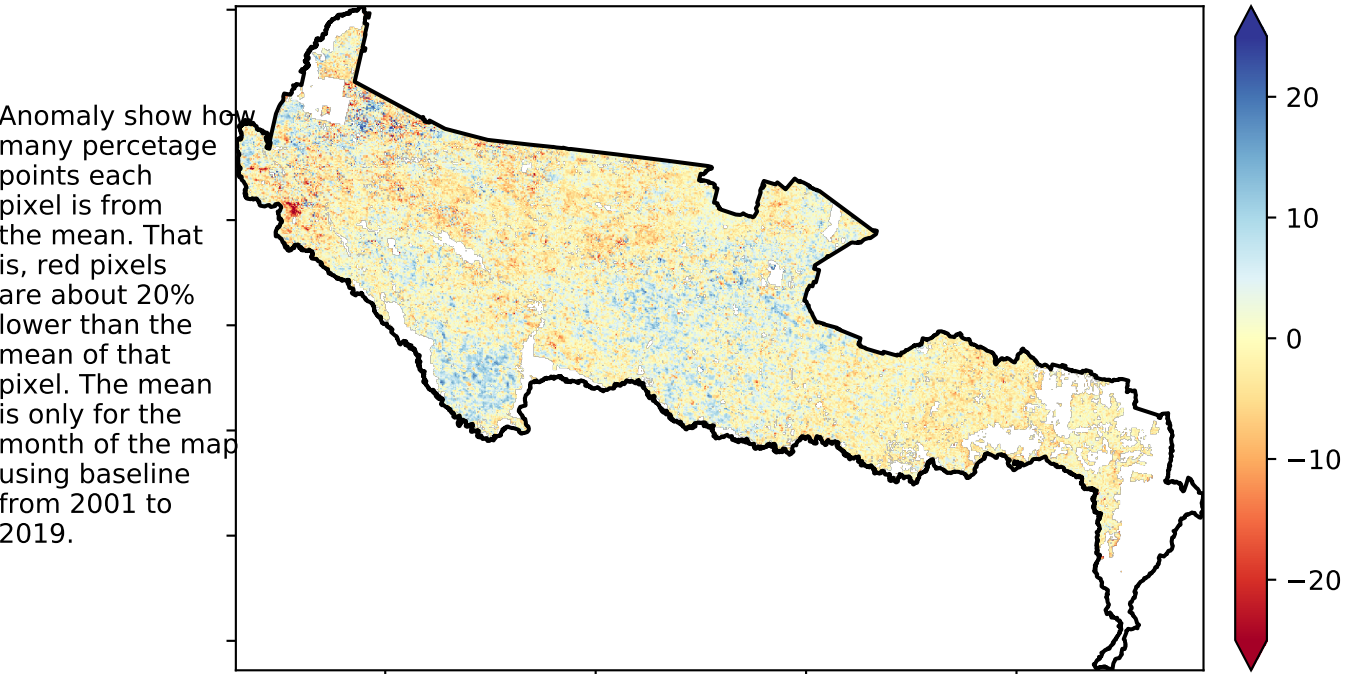 Anomaly show how
many percetage
points each
pixel is from
the mean. That
is, red pixels
are about 20%
lower than the
mean of that
pixel. The mean
is only for the
month of the map
using baseline
from 2001 to
2019.
20
10
0
−10
−20